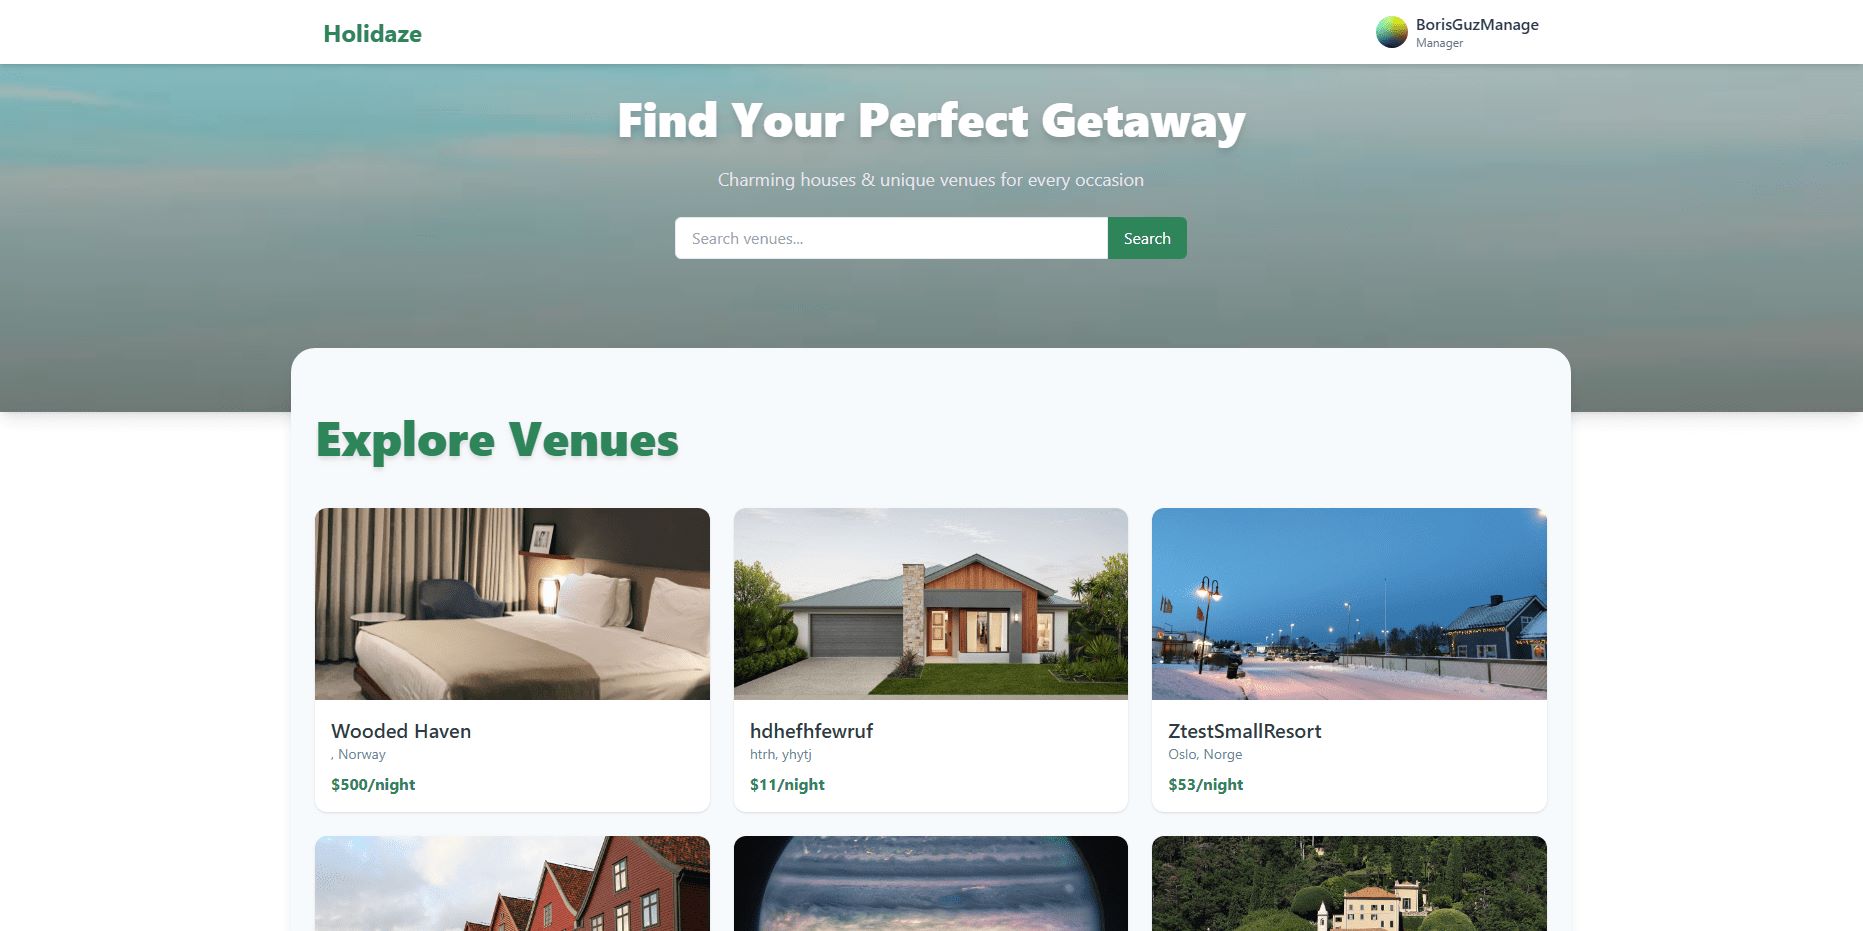 Holidaze
BorisGuzManage
Manager
Find Your Perfect Getaway
Charming houses & unique venues for every occasion
Search venues...
Search
Explore Venues
Wooded Haven
, Norway
$500/night
hdhefhfewruf
htrh, yhytj
$11/night
ZtestSmallResort
Oslo, Norge
$53/night